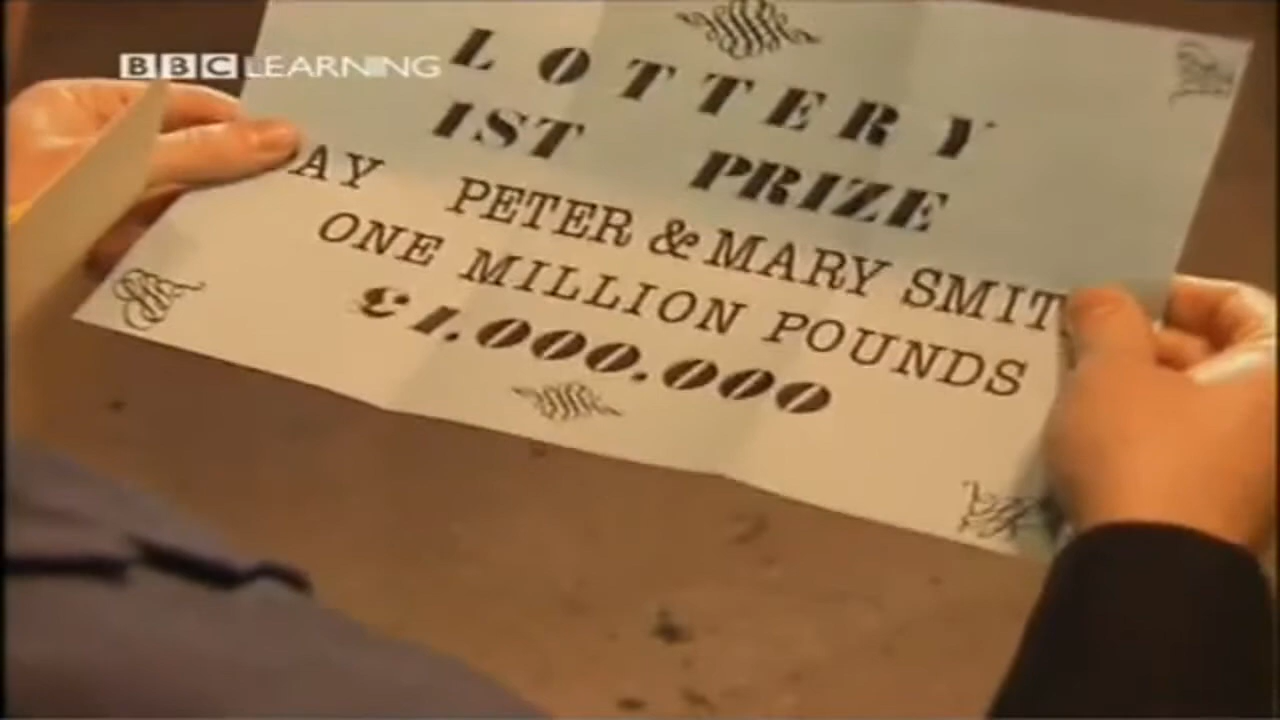 BBC LEARNING
LOTTERY
1ST PRIZE
AY PETER & MARY SMIT
ONE MILLION POUNDS
£1,000,000